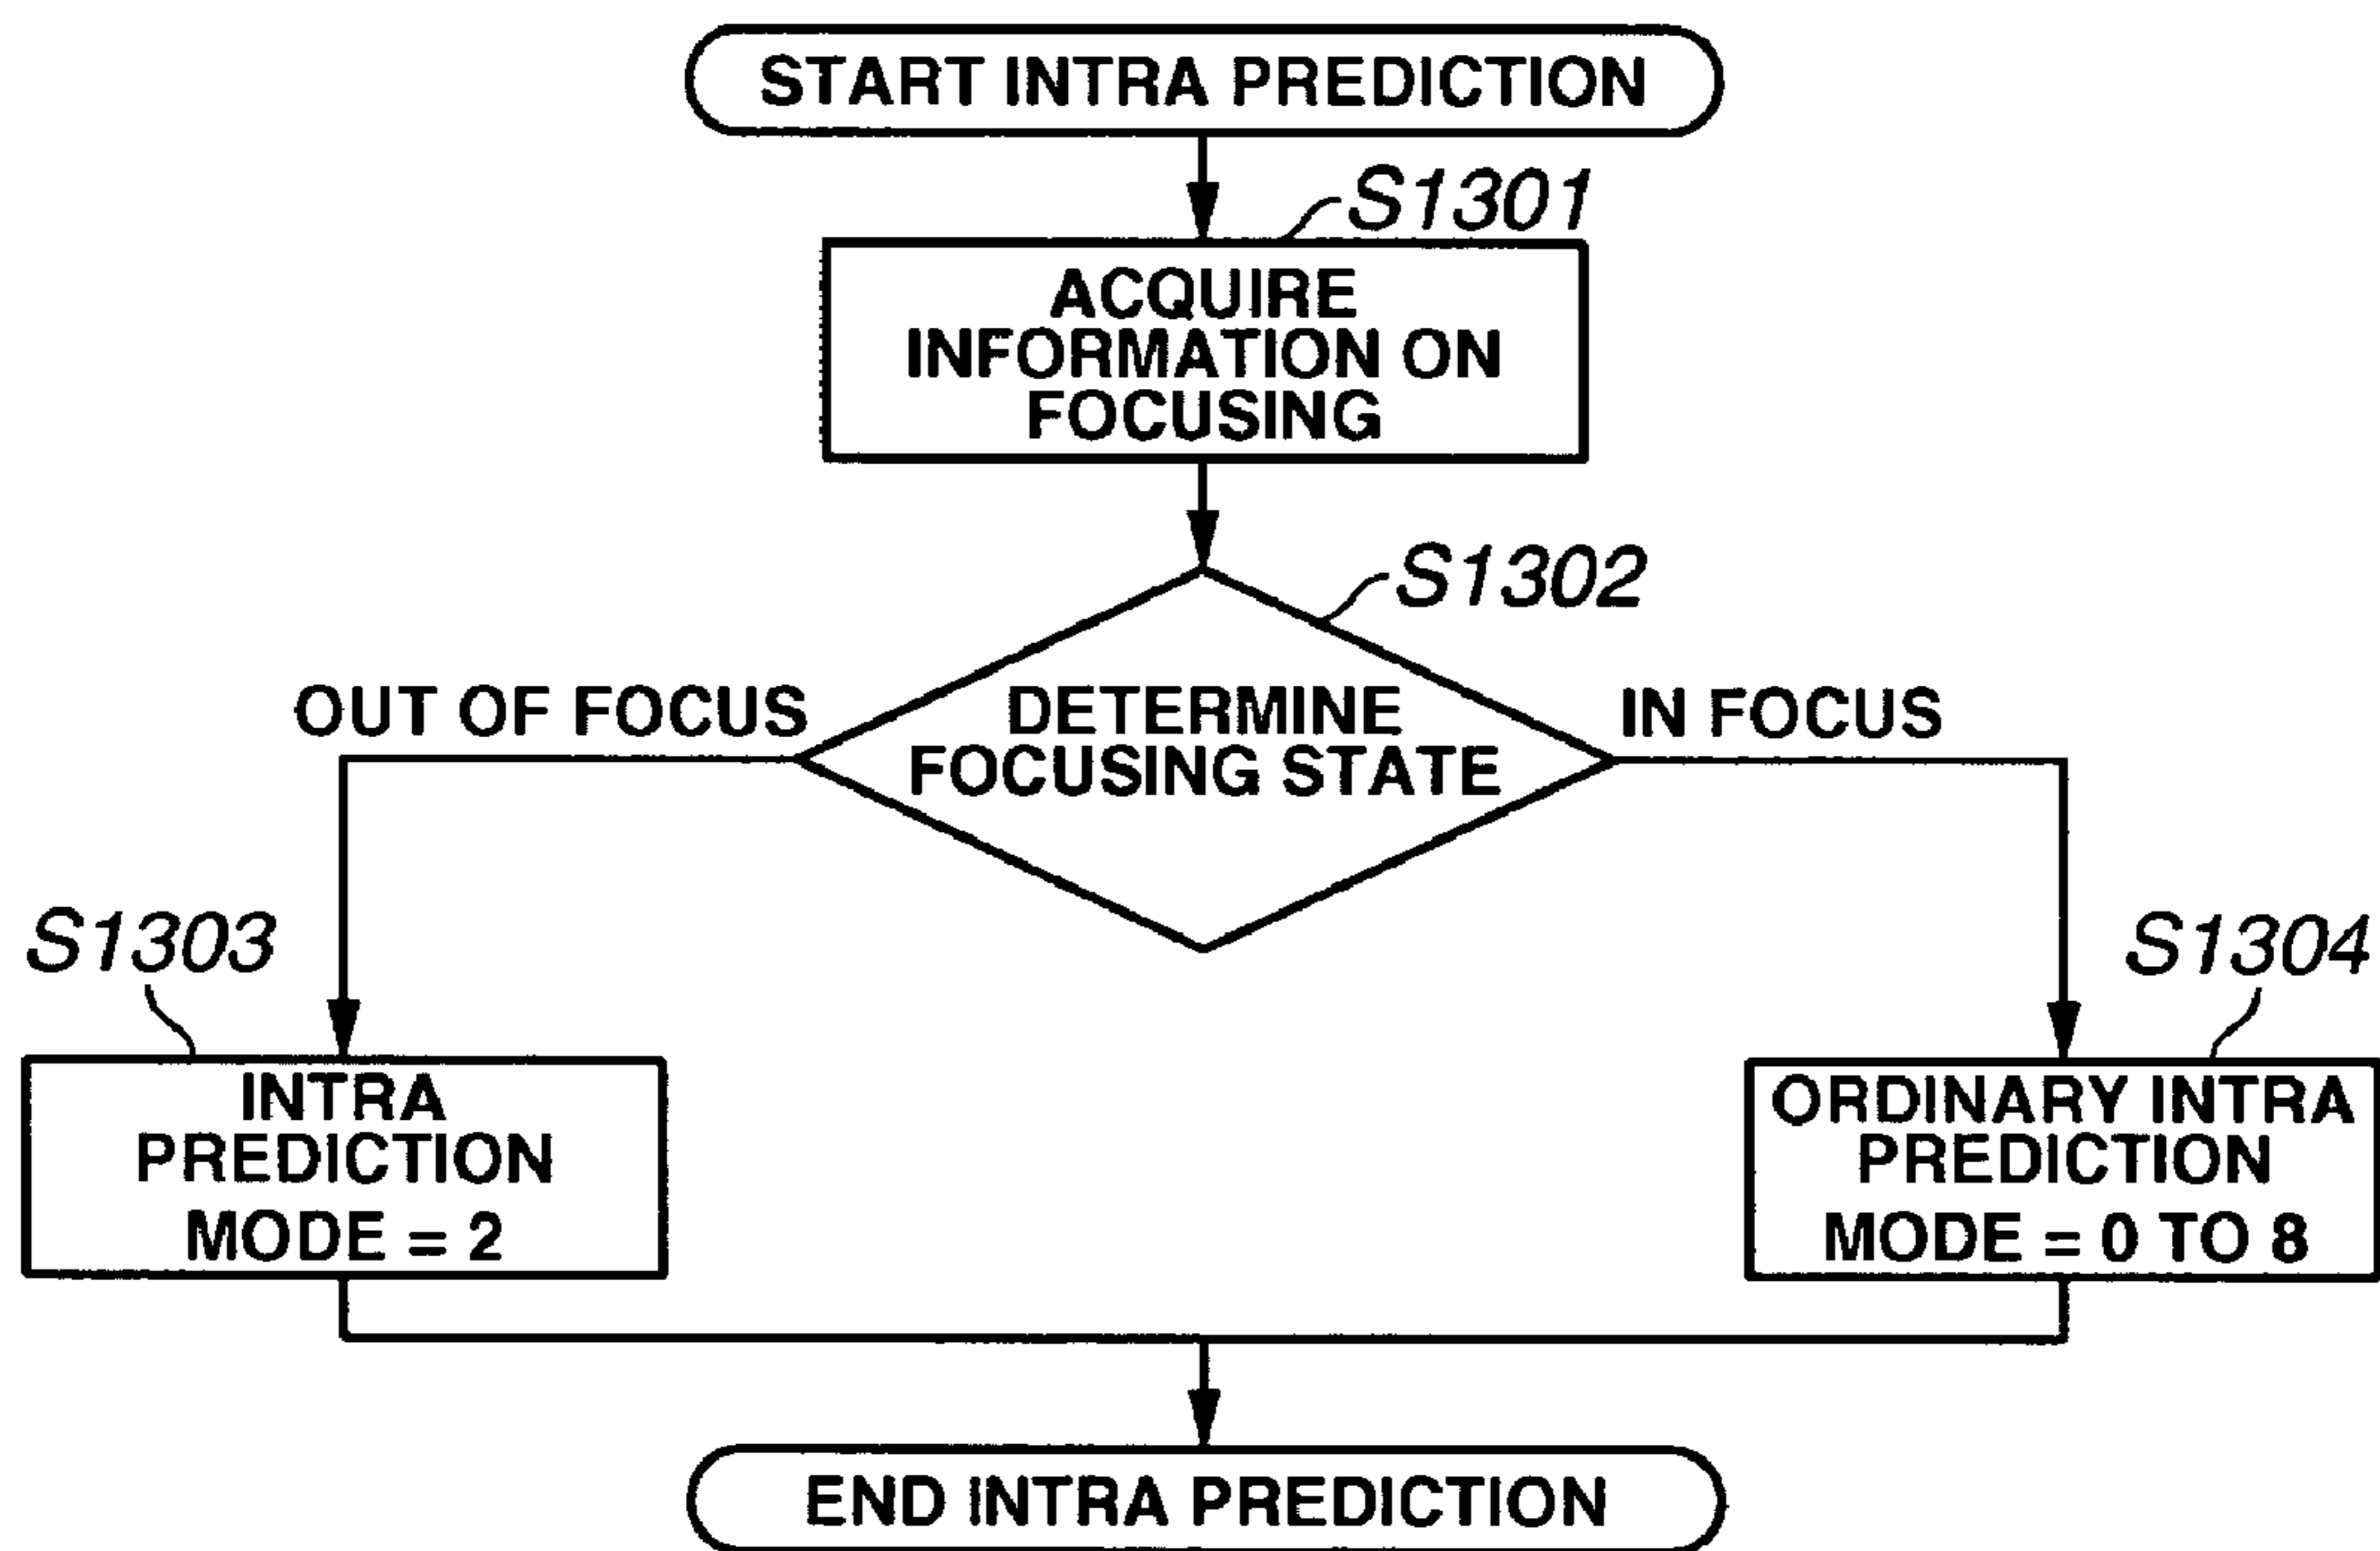 START INTRA PREDICTION
S1301
ACQUIRE
INFORMATION ON
FOCUSING
S1302
DETERMINE
FOCUSING STATE
OUT OF FOCUS
IN FOCUS
S1303
INTRA
PREDICTION
MODE = 2
S1304
ORDINARY INTRA
PREDICTION
MODE = 0 TO 8
END INTRA PREDICTION